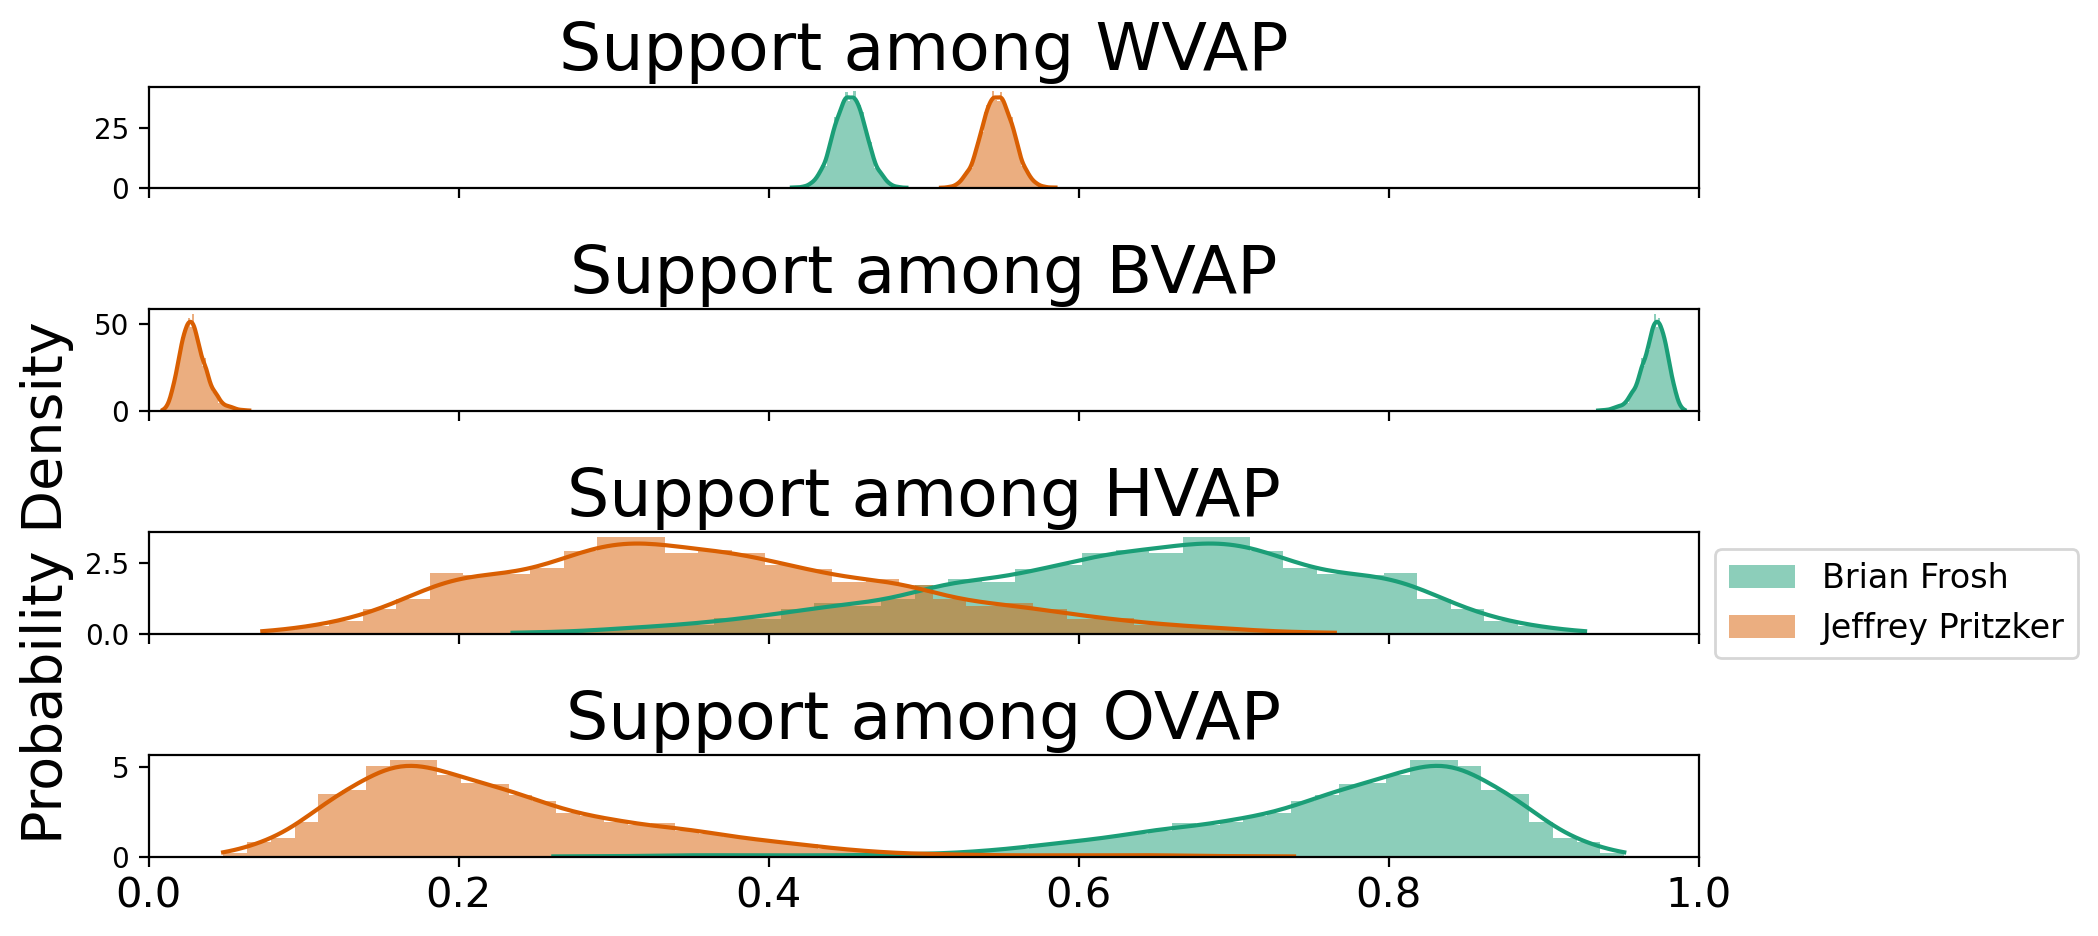 Support among WVAP
25
0
Support among BVAP
50
0
Probability Density
Support among HVAP
2.5
0.0
Brian Frosh
Jeffrey Pritzker
Support among OVAP
5
0
0.0 0.2 0.4 0.6 0.8 1.0